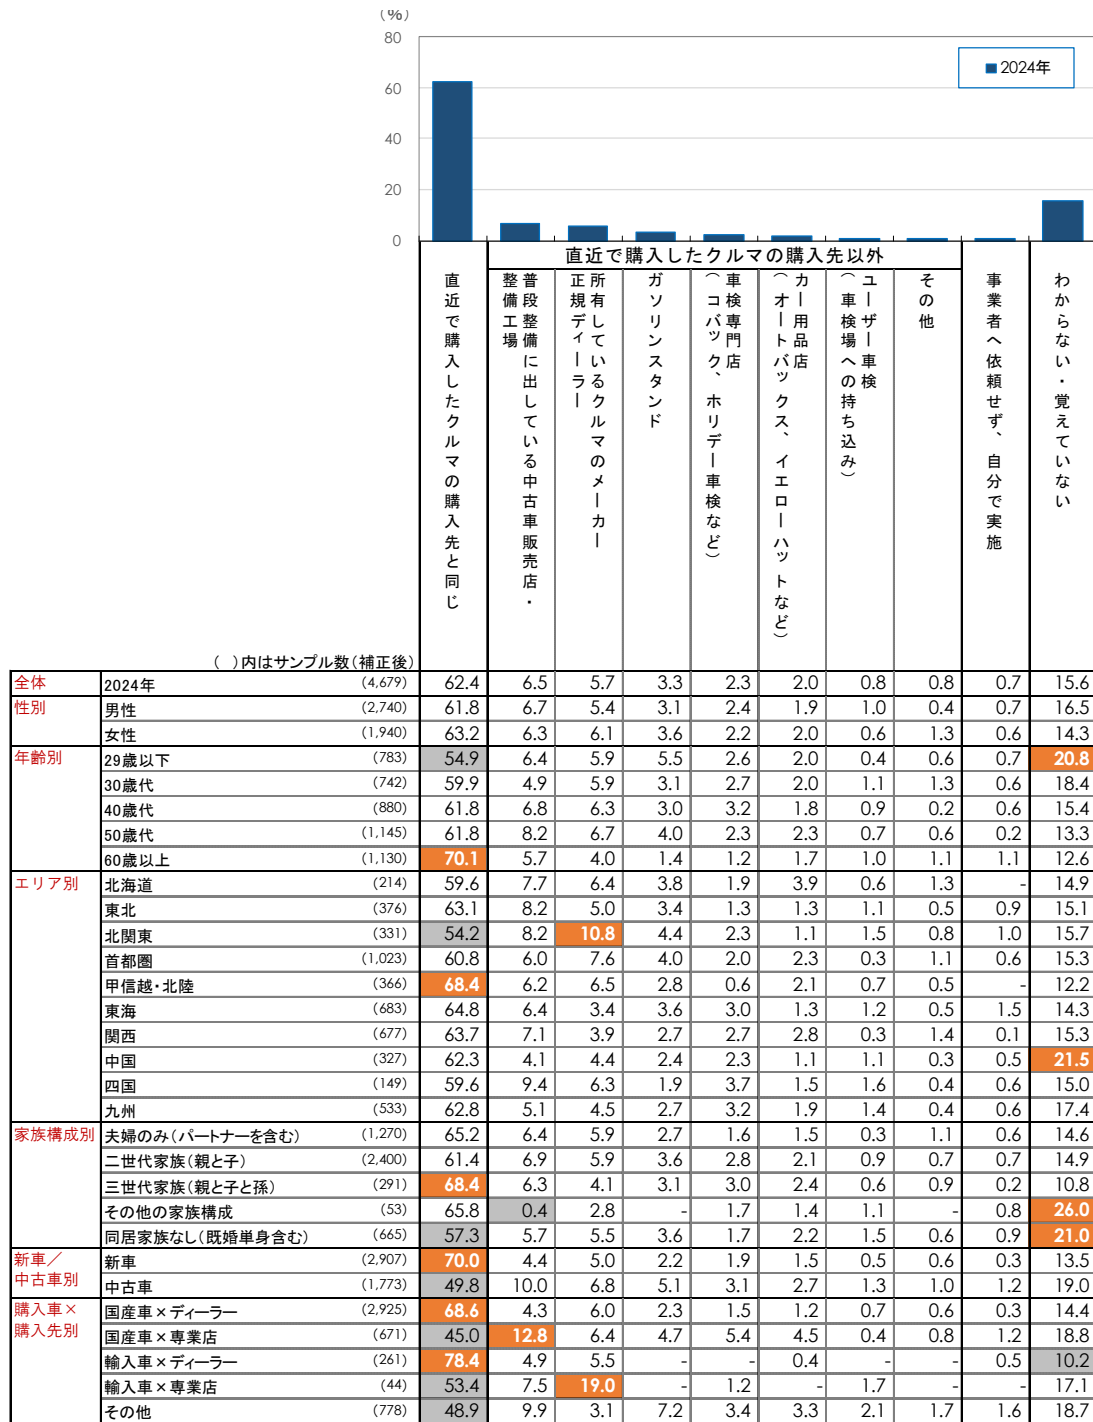 (%)
80
60
40
20
0
2024年
直近で購入したクルマの購入先以外
直近で購入したクルマの購入先と同じ
普段整備に出している中古車販売店・
整備工場
所有しているクルマのメーカー
正規ディーラー
ガソリンスタンド
車検専門店
(コバック、ホリデー車検など)
カー用品店
(オートバックス、イエローハットなど)
ユーザー車検
(車検場への持ち込み)
その他
事業者へ依頼せず、自分で実施
わからない・覚えていない
( )内はサンプル数(補正後)
全体 2024年 (4,679) 62.4 6.5 5.7 3.3 2.3 2.0 0.8 0.8 0.7 15.6
性別 男性 (2,740) 61.8 6.7 5.4 3.1 2.4 1.9 1.0 0.4 0.7 16.5
女性 (1,940) 63.2 6.3 6.1 3.6 2.2 2.0 0.6 1.3 0.6 14.3
年齢別 29歳以下 (783) 54.9 6.4 5.9 5.5 2.6 2.0 0.4 0.6 0.7 20.8
30歳代 (742) 59.9 4.9 5.9 3.1 2.7 2.0 1.1 1.3 0.6 18.4
40歳代 (880) 61.8 6.8 6.3 3.0 3.2 1.8 0.9 0.2 0.6 15.4
50歳代 (1,145) 61.8 8.2 6.7 4.0 2.3 2.3 0.7 0.6 0.2 13.3
60歳以上 (1,130) 70.1 5.7 4.0 1.4 1.2 1.7 1.0 1.1 1.1 12.6
エリア別 北海道 (214) 59.6 7.7 6.4 3.8 1.9 3.9 0.6 1.3 - 14.9
東北 (376) 63.1 8.2 5.0 3.4 1.3 1.3 1.1 0.5 0.9 15.1
北関東 (331) 54.2 8.2 10.8 4.4 2.3 1.1 1.5 0.8 1.0 15.7
首都圏 (1,023) 60.8 6.0 7.6 4.0 2.0 2.3 0.3 1.1 0.6 15.3
甲信越・北陸 (366) 68.4 6.2 6.5 2.8 0.6 2.1 0.7 0.5 - 12.2
東海 (683) 64.8 6.4 3.4 3.6 3.0 1.3 1.2 0.5 1.5 14.3
関西 (677) 63.7 7.1 3.9 2.7 2.7 2.8 0.3 1.4 0.1 15.3
中国 (327) 62.3 4.1 4.4 2.4 2.3 1.1 1.1 0.3 0.5 21.5
四国 (149) 59.6 9.4 6.3 1.9 3.7 1.5 1.6 0.4 0.6 15.0
九州 (533) 62.8 5.1 4.5 2.7 3.2 1.9 1.4 0.4 0.6 17.4
家族構成別 夫婦のみ(パートナーを含む) (1,270) 65.2 6.4 5.9 2.7 1.6 1.5 0.3 1.1 0.6 14.6
二世代家族(親と子) (2,400) 61.4 6.9 5.9 3.6 2.8 2.1 0.9 0.7 0.7 14.9
三世代家族(親と子と孫) (291) 68.4 6.3 4.1 3.1 3.0 2.4 0.6 0.9 0.2 10.8
その他の家族構成 (53) 65.8 0.4 2.8 - 1.7 1.4 1.1 - 0.8 26.0
同居家族なし(既婚単身含む) (665) 57.3 5.7 5.5 3.6 1.7 2.2 1.5 0.6 0.9 21.0
新車/ 新車 (2,907) 70.0 4.4 5.0 2.2 1.9 1.5 0.5 0.6 0.3 13.5
中古車別 中古車 (1,773) 49.8 10.0 6.8 5.1 3.1 2.7 1.3 1.0 1.2 19.0
購入車× 国産車×ディーラー (2,925) 68.6 4.3 6.0 2.3 1.5 1.2 0.7 0.6 0.3 14.4
購入先別 国産車×専業店 (671) 45.0 12.8 6.4 4.7 5.4 4.5 0.4 0.8 1.2 18.8
輸入車×ディーラー (261) 78.4 4.9 5.5 - - 0.4 - - 0.5 10.2
輸入車×専業店 (44) 53.4 7.5 19.0 - 1.2 - 1.7 - - 17.1
その他 (778) 48.9 9.9 3.1 7.2 3.4 3.3 2.1 1.7 1.6 18.7